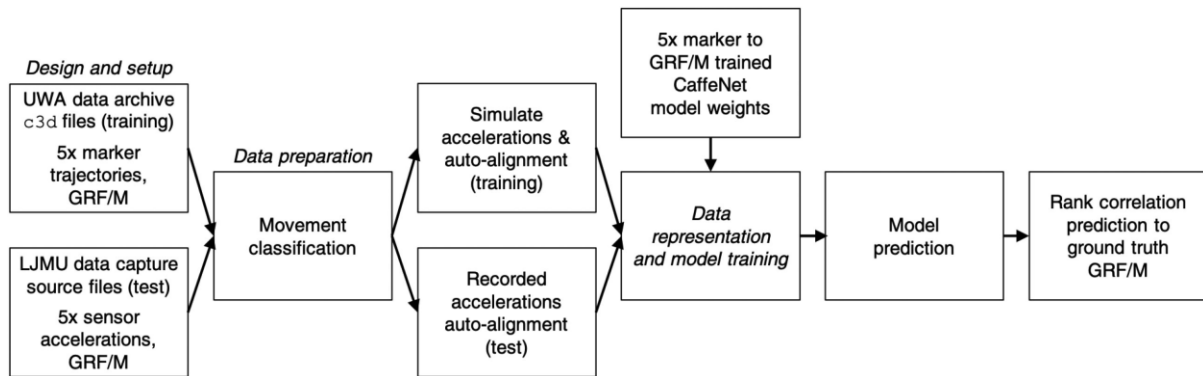 Design and setup
UWA data archive
c3d files (training)
5x marker
trajectories,
GRF/M
LJMU data capture
source files (test)
5x sensor
accelerations,
GRF/M
Data preparation
Movement
classification
Simulate
accelerations &
auto-alignment
(training)
Recorded
accelerations
auto-alignment
(test)
5x marker to
GRF/M trained
CaffeNet
model weights
Data
representation
and model training
Model
prediction
Rank correlation
prediction to
ground truth
GRF/M